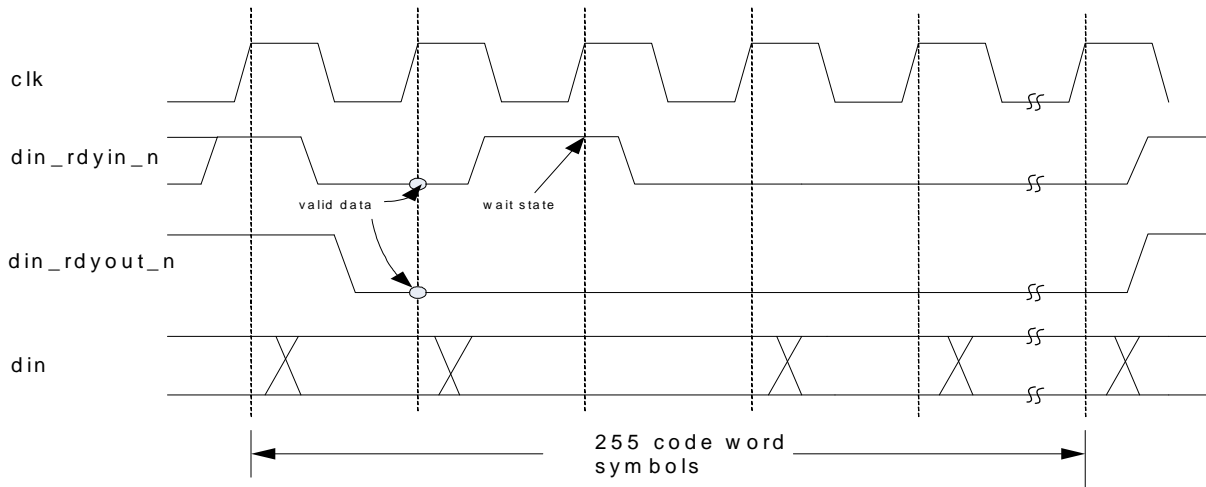 clk
din_rdyin_n
valid data
wait state
din_rdyout_n
din
255 code word
symbols